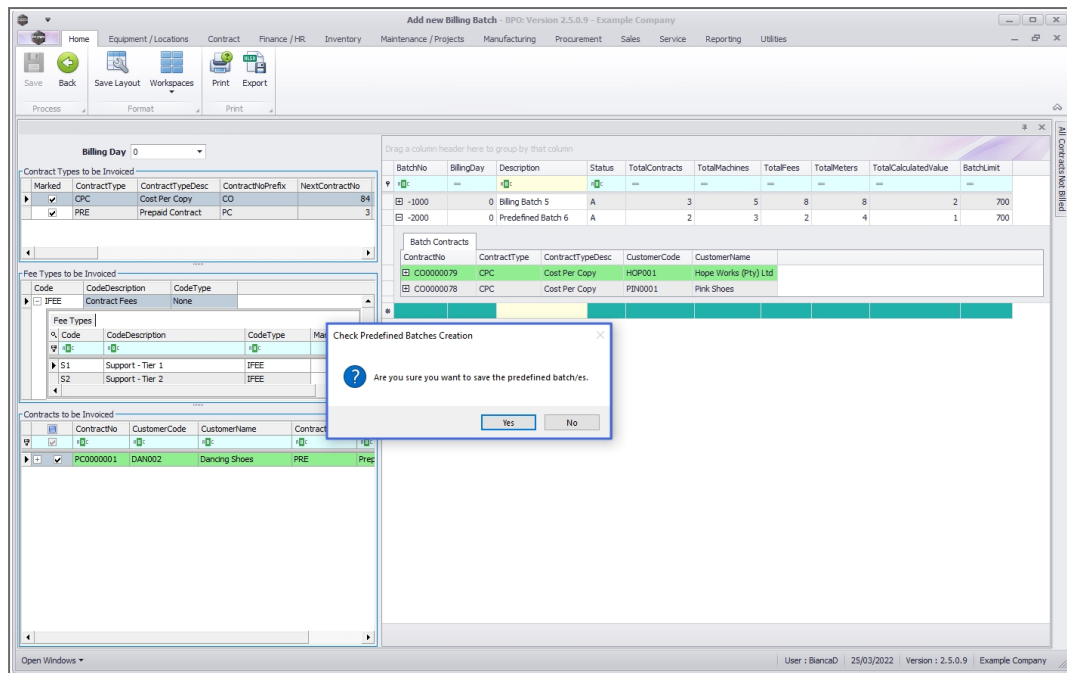 Add new Billing Batch - BPO: Version 2.5.0.9 - Example Company
Home Equipment / Locations Contract Finance / HR Inventory Maintenance / Projects Manufacturing Procurement Sales Service Reporting Utilities
Save Back Save Layout Workspaces Print Export
Process Format Print
All Contracts Not Billed
Billing Day 0
Contract Types to be Invoiced
Marked ContractType ContractTypeDesc ContractNoPrefix NextContractNo
CPC Cost Per Copy CO 84
PRE Prepaid Contract PC 3
Fee Types to be Invoiced
Code CodeDescription CodeType
IFEE Contract Fees None
Fee Types
Code CodeDescription CodeType Mar
S1 Support - Tier 1 IFEE
S2 Support - Tier 2 IFEE
Contracts to be Invoiced
ContractNo CustomerCode CustomerName Contract
PC0000001 DAN002 Dancing Shoes PRE Prep
Drag a column header here to group by that column
BatchNo BillingDay Description Status TotalContracts TotalMachines TotalFees TotalMeters TotalCalculatedValue BatchLimit
-1000 0 Billing Batch 5 A 3 5 8 8 2 700
-2000 0 Predefined Batch 6 A 2 3 2 4 1 700
Batch Contracts
ContractNo ContractType ContractTypeDesc CustomerCode CustomerName
CO0000079 CPC Cost Per Copy HOP001 Hope Works (Pty) Ltd
CO0000078 CPC Cost Per Copy PIN0001 Pink Shoes
Check Predefined Batches Creation
Are you sure you want to save the predefined batch/es.
Yes No
Open Windows User : BiancaD 25/03/2022 Version : 2.5.0.9 Example Company